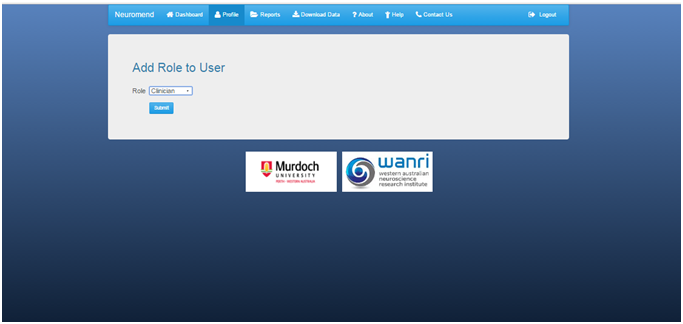 Neuromend Dashboard Profile Reports Download Data ? About Help Contact Us Logout
Add Role to User
Role Clinician
Submit
Murdoch
UNIVERSITY
PERTH · WESTERN AUSTRALIA
wanri
western australian
neuroscience
research institute